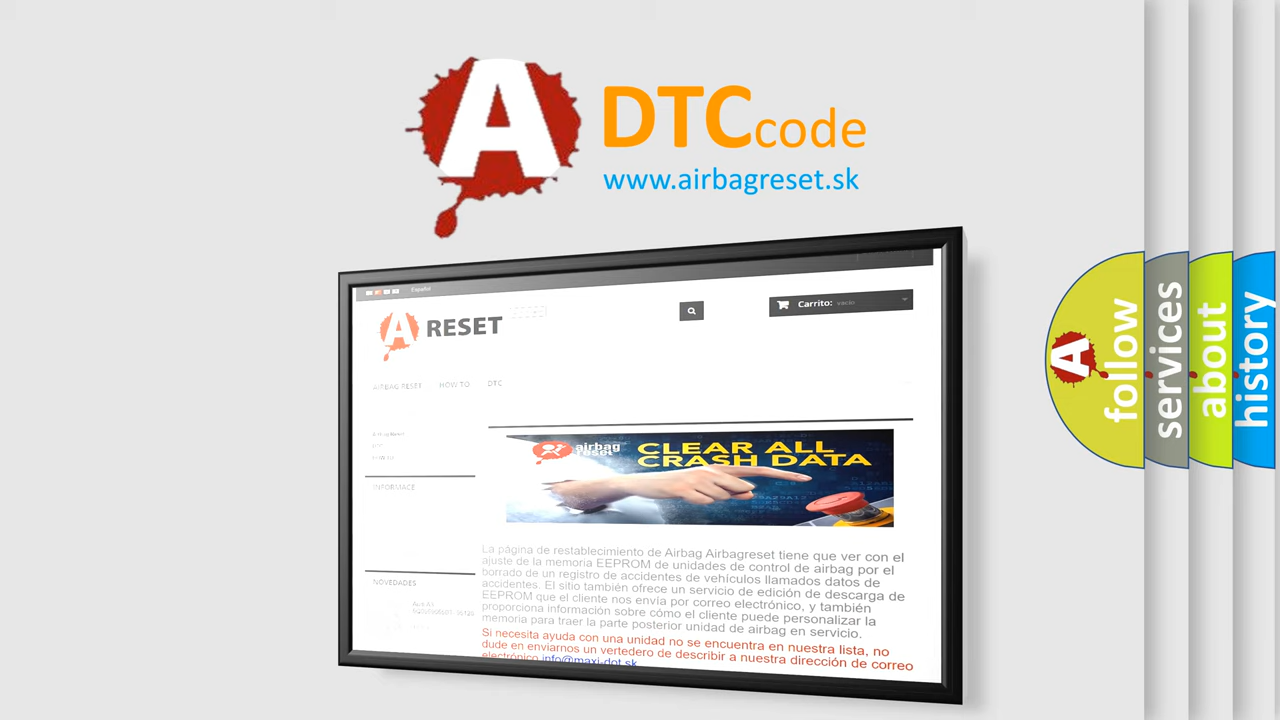 A DTCcode
www.airbagreset.sk
Español
A RESET
Carrito: vacío
AIRBAG RESET HOW TO DTC
INFORMACE
NOVEDADES
airbag
reset
CLEAR ALL
CRASH DATA
La página de restablecimiento de Airbag Airbagreset tiene que ver con el
ajuste de la memoria EEPROM de unidades de control de airbag por el
borrado de un registro de accidentes de vehículos llamados datos de
accidentes. El sitio también ofrece un servicio de edición de descarga de
EEPROM que el cliente nos envía por correo electrónico, y también
proporciona información sobre cómo el cliente puede personalizar la
memoria para traer la parte posterior unidad de airbag en servicio.
Si necesita ayuda con una unidad no se encuentra en nuestra lista, no
dude en enviarnos un vertedero de describir a nuestra dirección de correo
electrónico info@maxi-dot.sk
A follow
services
about
history